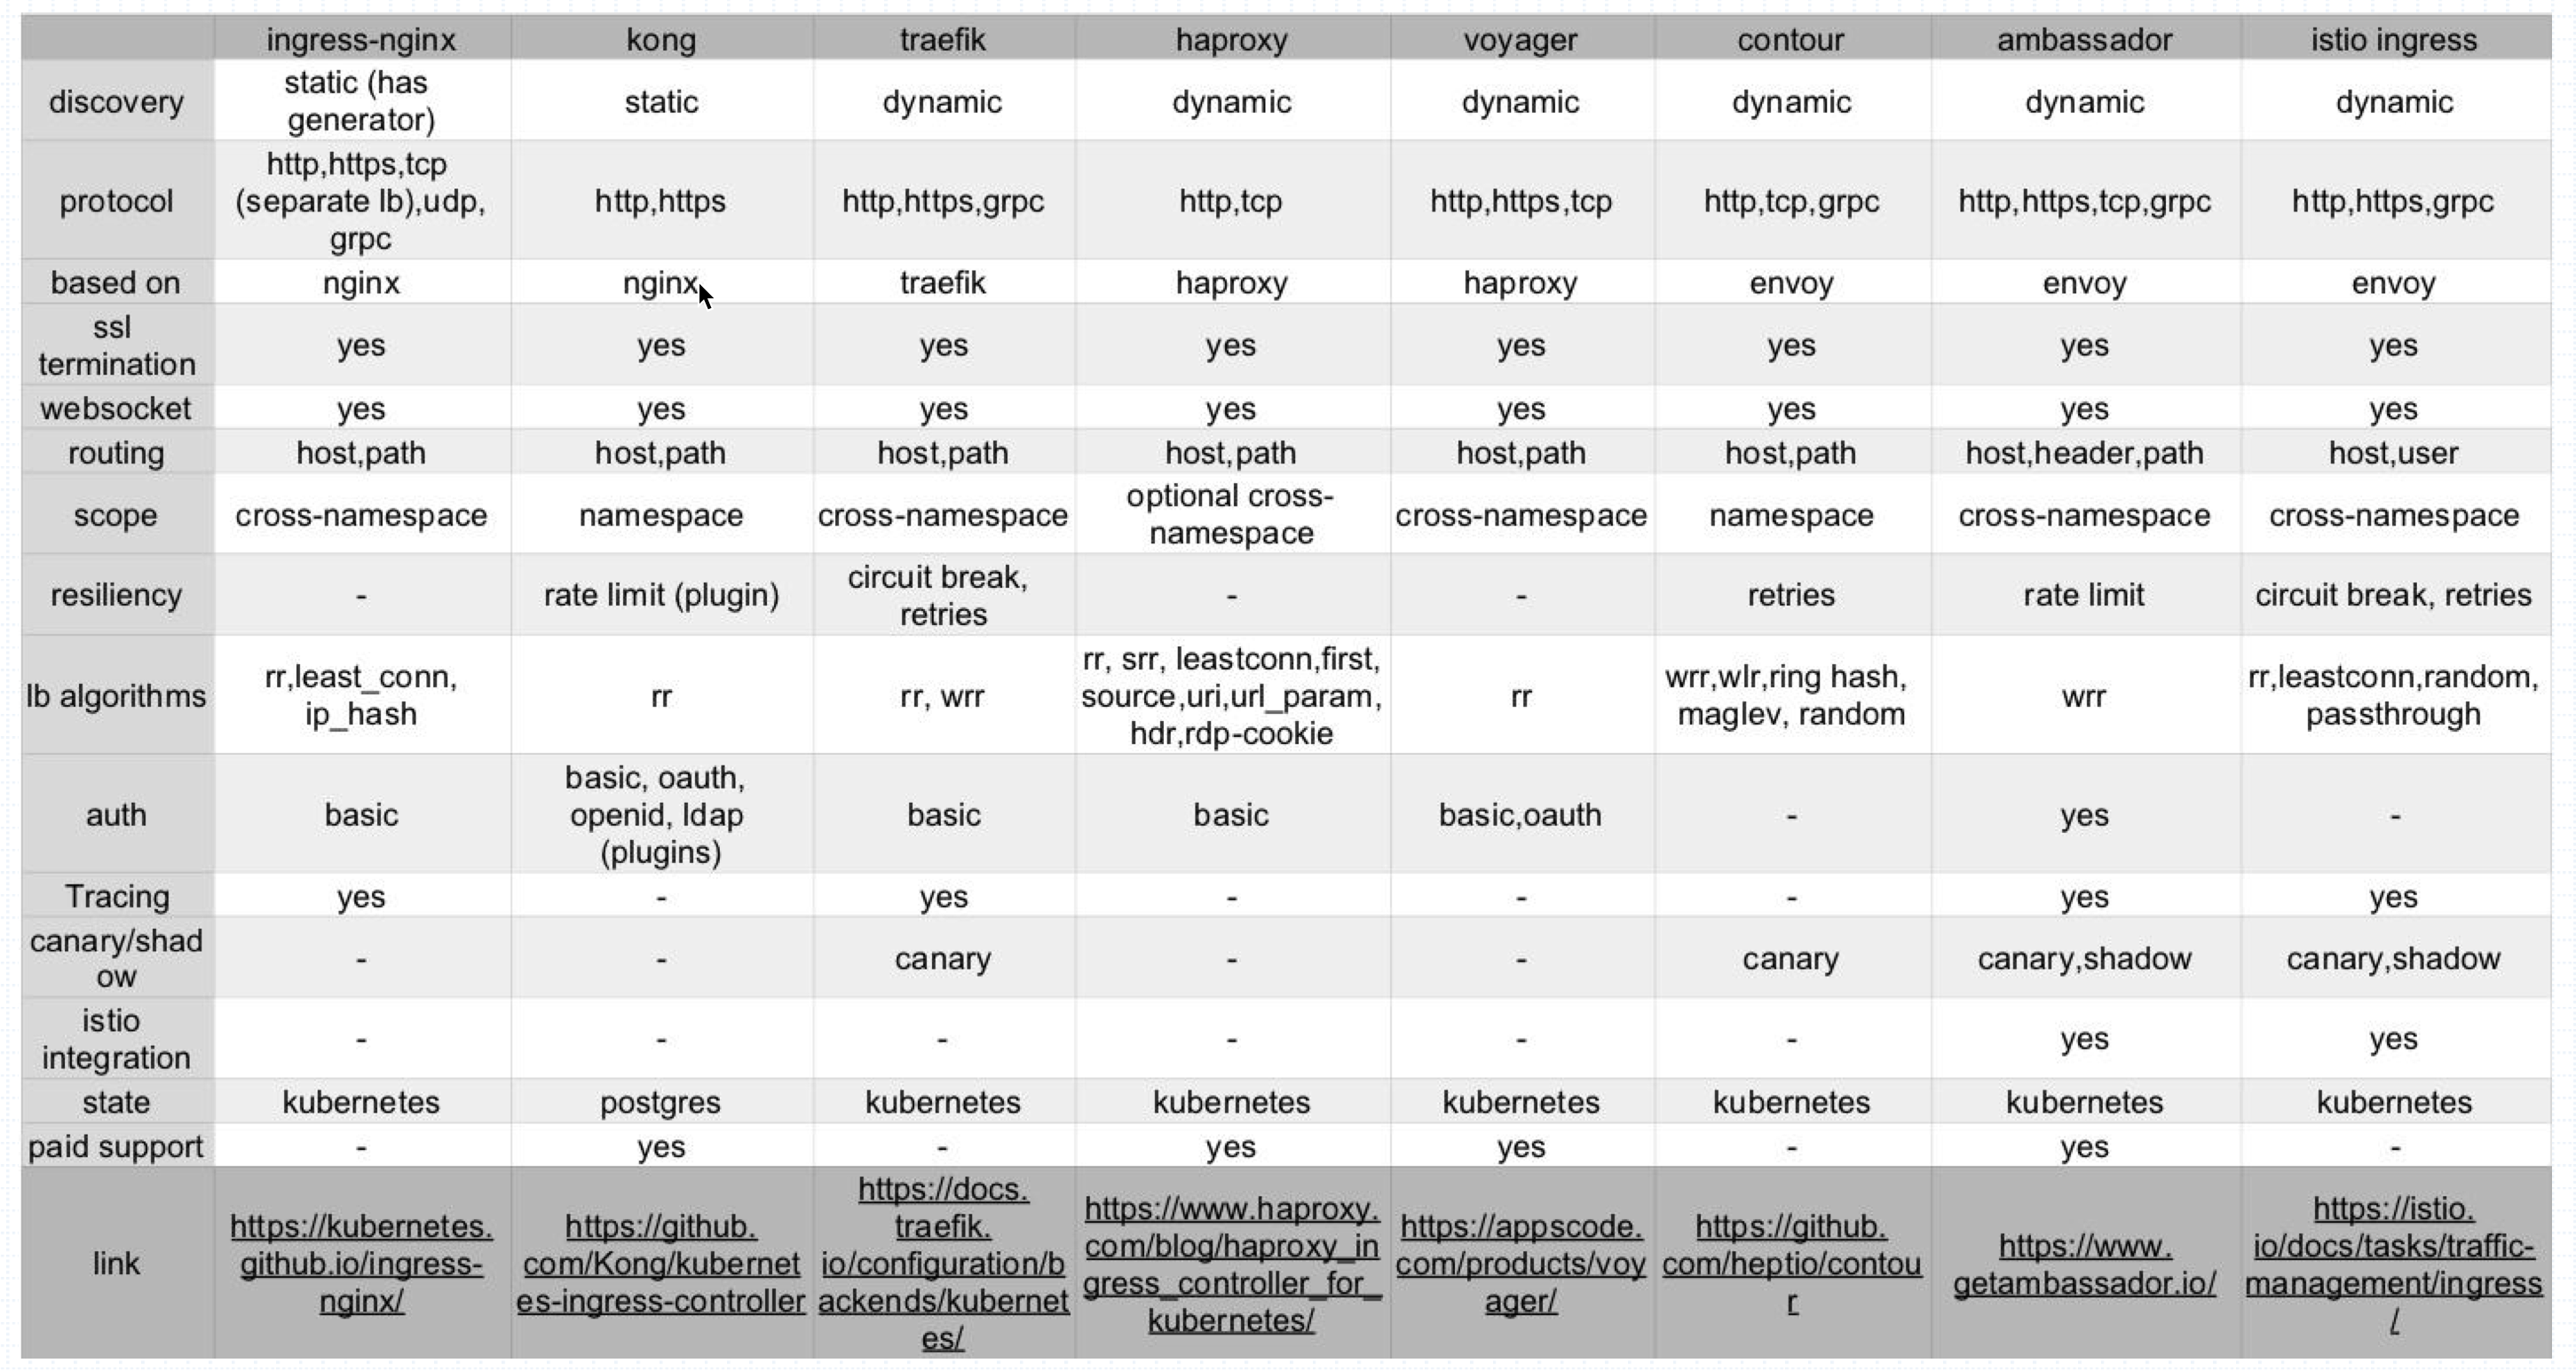 ingress-nginx kong traefik haproxy voyager contour ambassador istio ingress
discovery static (has generator) static dynamic dynamic dynamic dynamic dynamic dynamic
protocol http,https,tcp (separate lb),udp, grpc http,https http,https,grpc http,tcp http,https,tcp http,tcp,grpc http,https,tcp,grpc http,https,grpc
based on nginx nginx traefik haproxy haproxy envoy envoy envoy
ssl termination yes yes yes yes yes yes yes yes
websocket yes yes yes yes yes yes yes yes
routing host,path host,path host,path host,path host,path host,path host,header,path host,user
scope cross-namespace namespace cross-namespace optional cross-namespace cross-namespace namespace cross-namespace cross-namespace
resiliency - rate limit (plugin) circuit break, retries - - retries rate limit circuit break, retries
lb algorithms rr,least_conn, ip_hash rr rr, wrr rr, srr, leastconn,first, source,uri,url_param, hdr,rdp-cookie rr wrr,wlr,ring hash, maglev, random wrr rr,leastconn,random, passthrough
auth basic basic, oauth, openid, ldap (plugins) basic basic basic,oauth - yes -
Tracing yes - yes - - - yes yes
canary/shadow - - canary - - canary canary,shadow canary,shadow
istio integration - - - - - - yes yes
state kubernetes postgres kubernetes kubernetes kubernetes kubernetes kubernetes kubernetes
paid support - yes - yes yes - yes -
link https://kubernetes.github.io/ingress-nginx/ https://github.com/Kong/kubernetes-ingress-controller https://docs.traefik.io/configuration/backends/kubernetes/ https://www.haproxy.com/blog/haproxy_ingress_controller_for_kubernetes/ https://appscode.com/products/voyager/ https://github.com/heptio/contour https://www.getambassador.io/ https://istio.io/docs/tasks/traffic-management/ingress/